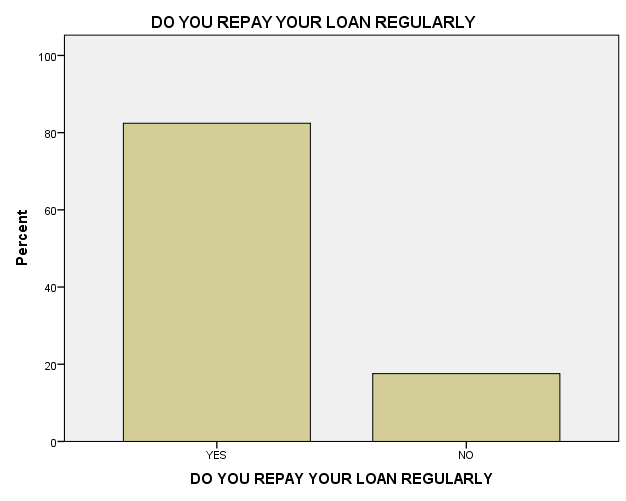 DO YOU REPAY YOUR LOAN REGULARLY
100
80
60
40
20
0
Percent
YES
NO
DO YOU REPAY YOUR LOAN REGULARLY